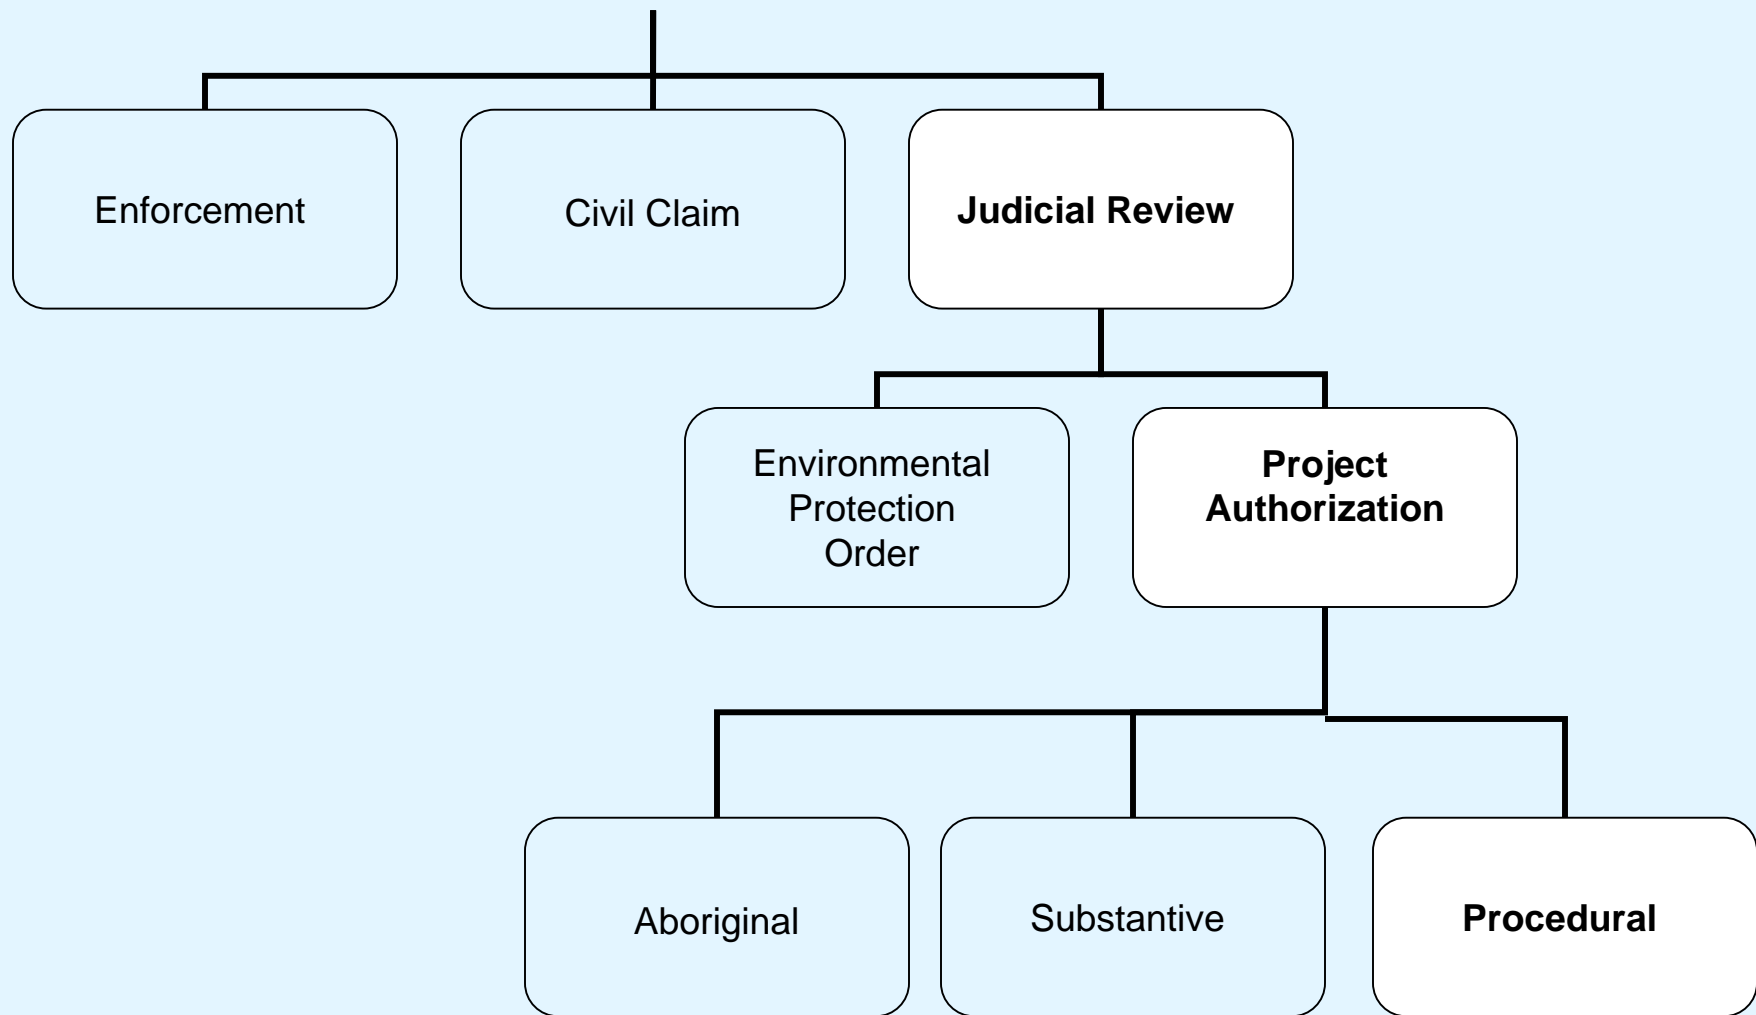 Enforcement
Civil Claim
Judicial Review
Environmental
Protection
Order
Project
Authorization
Aboriginal
Substantive
Procedural